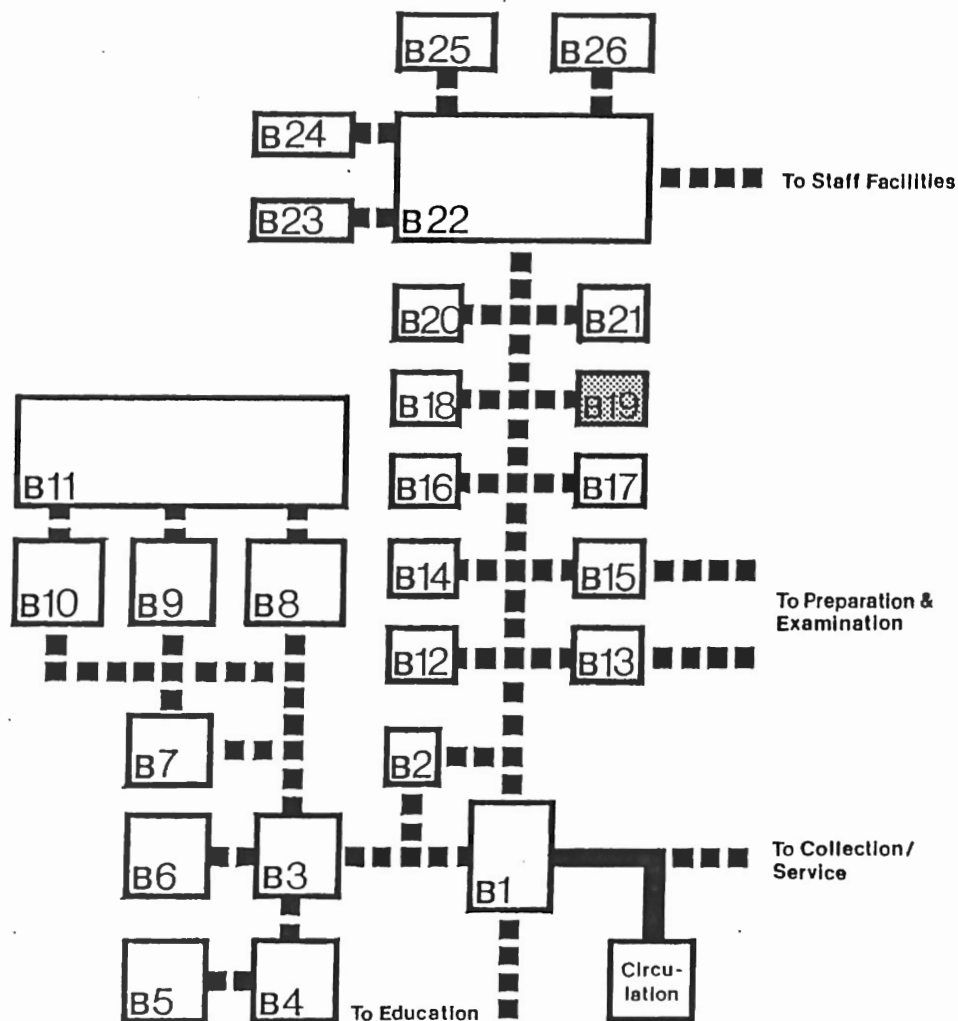 B25
B26
B24
To Staff Facilities
B23
B22
B20
B21
B18
B19
B11
B16
B17
B10
B9
B8
B14
B15
To Preparation &
Examination
B12
B13
B7
B2
B6
B3
B1
To Collection/
Service
B5
B4
To Education
Circu-
lation